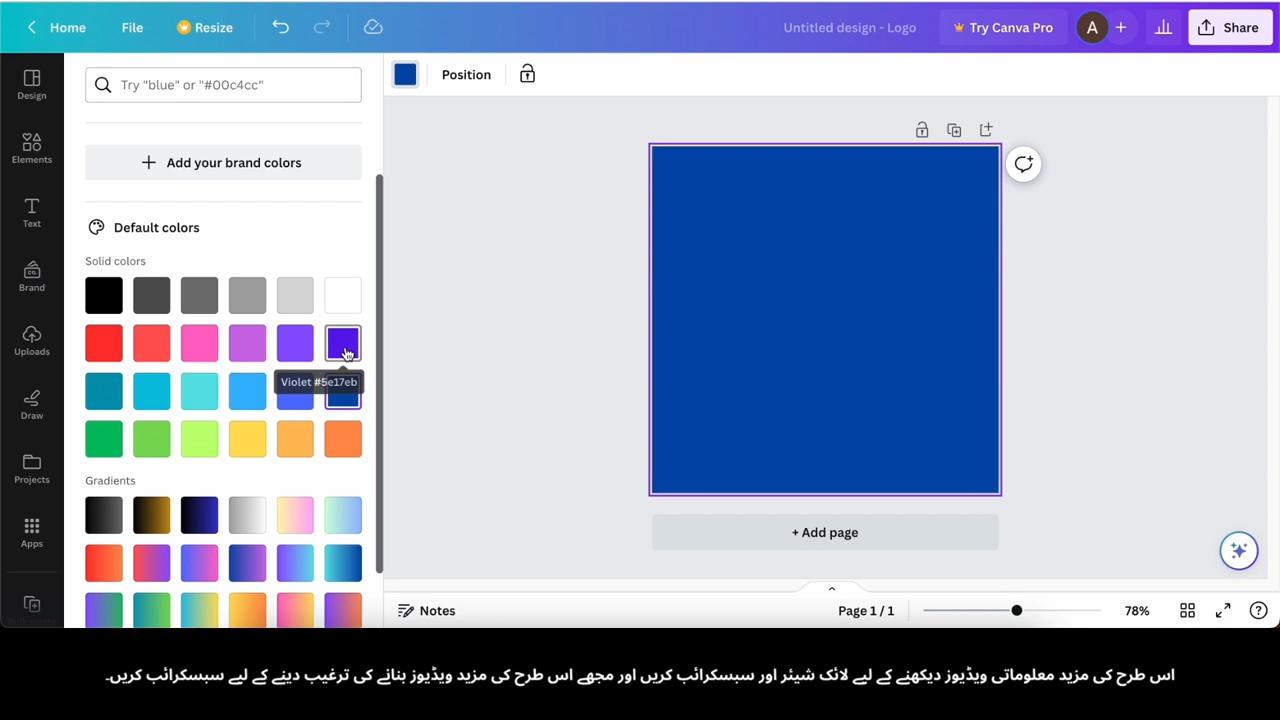 Home
File
Resize
Untitled design - Logo
Try Canva Pro
A
Share
Design
Elements
Text
Brand
Uploads
Draw
Projects
Apps
Try "blue" or "#00c4cc"
Add your brand colors
Default colors
Solid colors
Violet #5e17eb
Gradients
Position
+ Add page
Notes
Page 1 / 1
78%
اس طرح کی مزید معلوماتی ویڈیوز دیکھنے کے لیے لائک شیئر اور سبسکرائب کریں اور مجھے اس طرح کی مزید ویڈیوز بنانے کی ترغیب دینے کے لیے سبسکرائب کریں۔